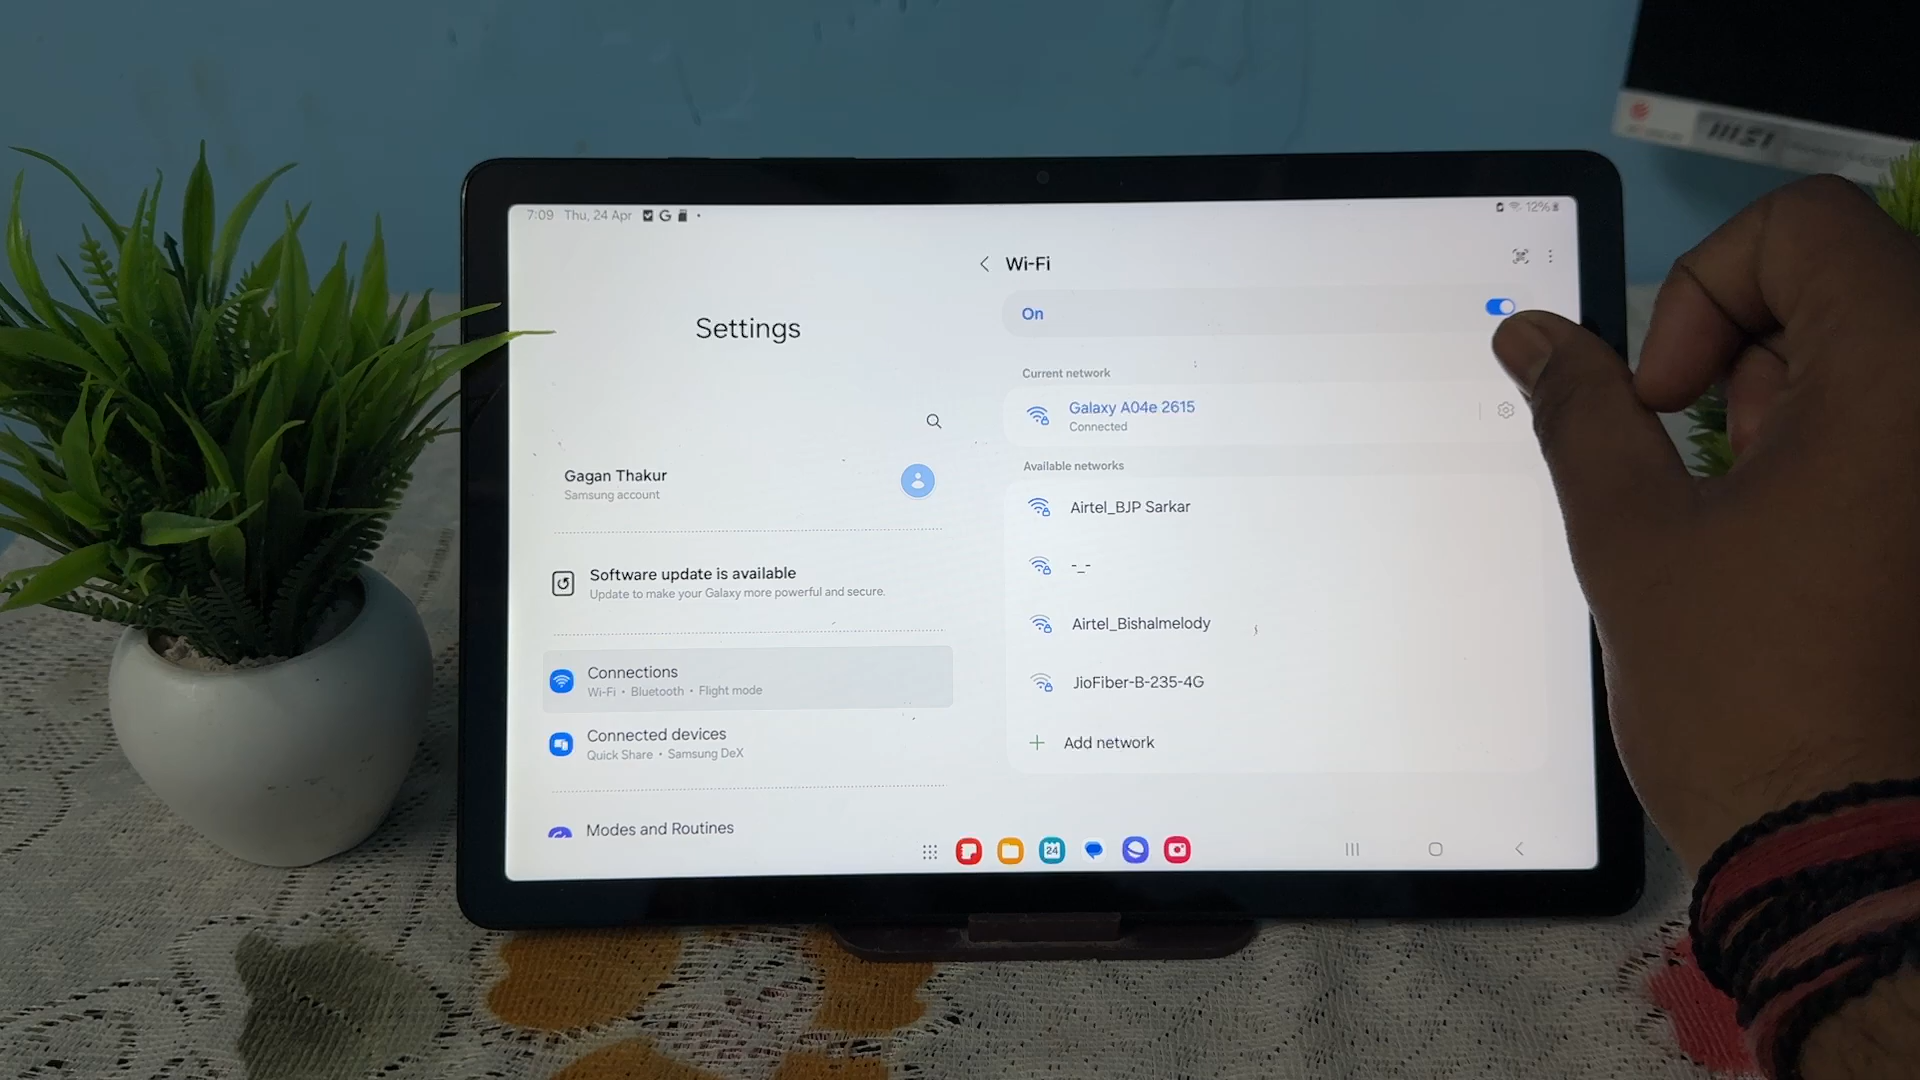 7:09 Thu, 24 Apr G
12%
Settings
Gagan Thakur
Samsung account
Software update is available
Update to make your Galaxy more powerful and secure.
Connections
Wi-Fi • Bluetooth • Flight mode
Connected devices
Quick Share • Samsung DeX
Modes and Routines
Wi-Fi
On
Current network
Galaxy A04e 2615
Connected
Available networks
Airtel_BJP Sarkar
-_-
Airtel_Bishalmelody
JioFiber-B-235-4G
+ Add network
24
msi